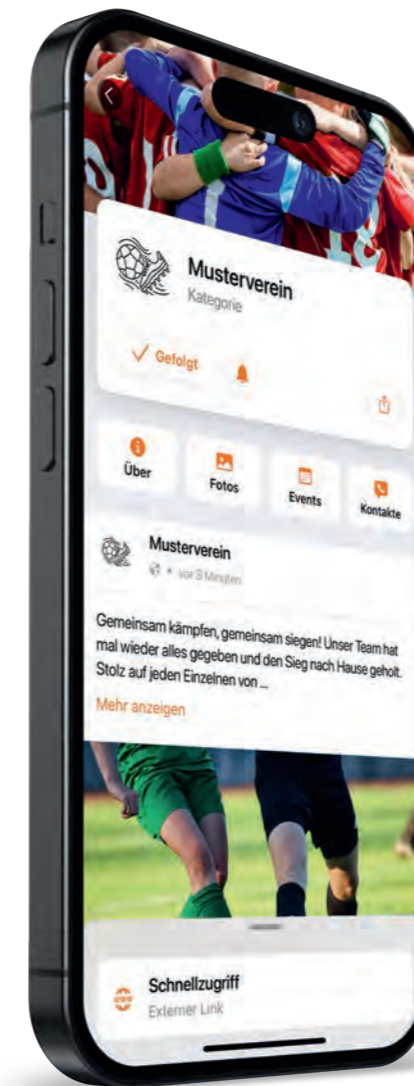 Musterverein
Kategorie
Gefolgt
Über
Fotos
Events
Kontakte
Musterverein
vor 3 Minuten
Gemeinsam kämpfen, gemeinsam siegen! Unser Team hat
mal wieder alles gegeben und den Sieg nach Hause geholt.
Stolz auf jeden Einzelnen von ...
Mehr anzeigen
www
Schnellzugriff
Externer Link